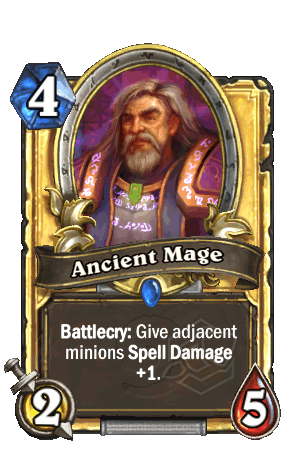 4
Ancient Mage
Battlecry: Give adjacent
minions Spell Damage
+1.
2
5